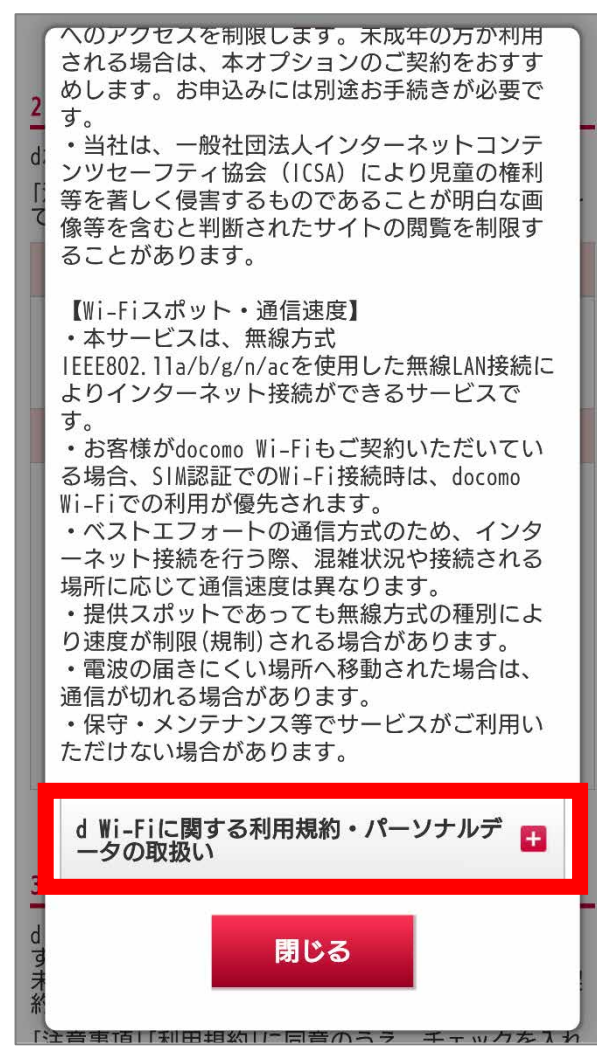 へのアクセスを制限します。未成年の方が利用
される場合は、本オプションのご契約をおすす
めします。お申込みには別途お手続きが必要で
す。
・当社は、一般社団法人インターネットコンテ
ンツセーフティ協会（ICSA）により児童の権利
等を著しく侵害するものであることが明白な画
像等を含むと判断されたサイトの閲覧を制限す
ることがあります。
【Wi-Fiスポット・通信速度】
・本サービスは、無線方式
IEEE802.11a/b/g/n/acを使用した無線LAN接続に
よりインターネット接続ができるサービスで
す。
・お客様がdocomo Wi-Fiもご契約いただいてい
る場合、SIM認証でのWi-Fi接続時は、docomo
Wi-Fiでの利用が優先されます。
・ベストエフォートの通信方式のため、インタ
ーネット接続を行う際、混雑状況や接続される
場所に応じて通信速度は異なります。
・提供スポットであっても無線方式の種別によ
り速度が制限(規制)される場合があります。
・電波の届きにくい場所へ移動された場合は、
通信が切れる場合があります。
・保守・メンテナンス等でサービスがご利用い
ただけない場合があります。
d Wi-Fiに関する利用規約・パーソナルデ
ータの取扱い
閉じる
「注意事項」「利用規約」に同意のうえ、チェックを入れ